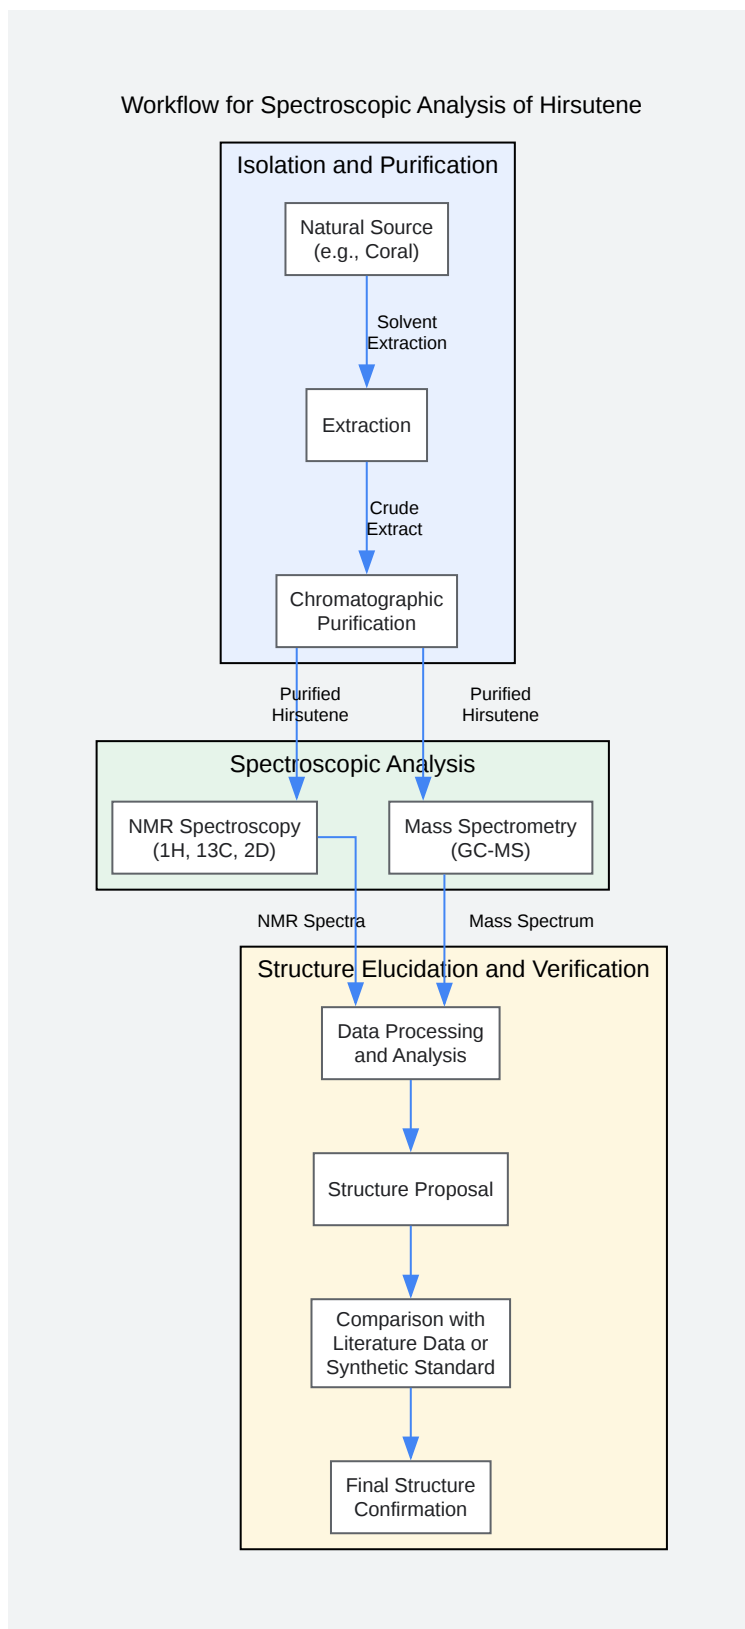 Workflow for Spectroscopic Analysis of Hirsutene
Isolation and Purification
Natural Source
(e.g., Coral)
Solvent
Extraction
Extraction
Crude
Extract
Chromatographic
Purification
Purified
Hirsutene
Purified
Hirsutene
Spectroscopic Analysis
NMR Spectroscopy
(1H, 13C, 2D)
Mass Spectrometry
(GC-MS)
NMR Spectra
Mass Spectrum
Structure Elucidation and Verification
Data Processing
and Analysis
Structure Proposal
Comparison with
Literature Data or
Synthetic Standard
Final Structure
Confirmation